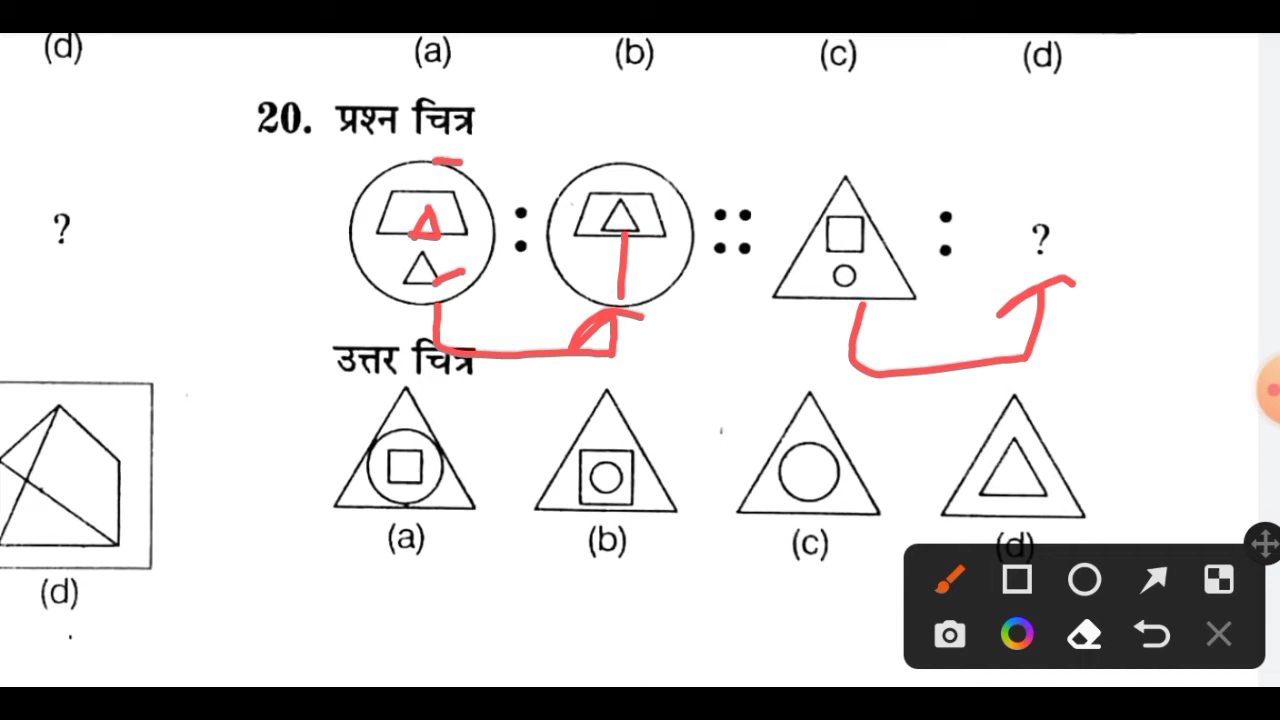 (d) (a) (b) (c) (d)
20. प्रश्न चित्र
? : :: : ?
उत्तर चित्र
(d) (a) (b) (c) (d)